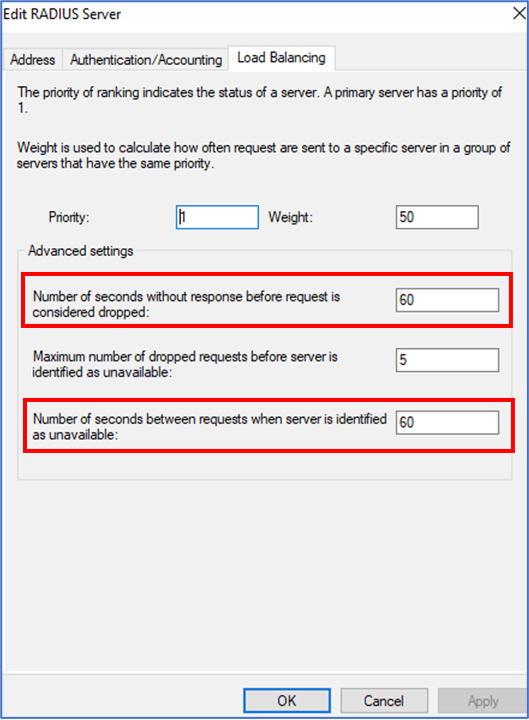 Edit RADIUS Server
Address
Authentication/Accounting
Load Balancing
The priority of ranking indicates the status of a server. A primary server has a priority of
1.
Weight is used to calculate how often request are sent to a specific server in a group of
servers that have the same priority.
Priority: 1 Weight: 50
Advanced settings
Number of seconds without response before request is
considered dropped:
60
Maximum number of dropped requests before server is
identified as unavailable:
5
Number of seconds between requests when server is identified
as unavailable:
60
OK Cancel Apply